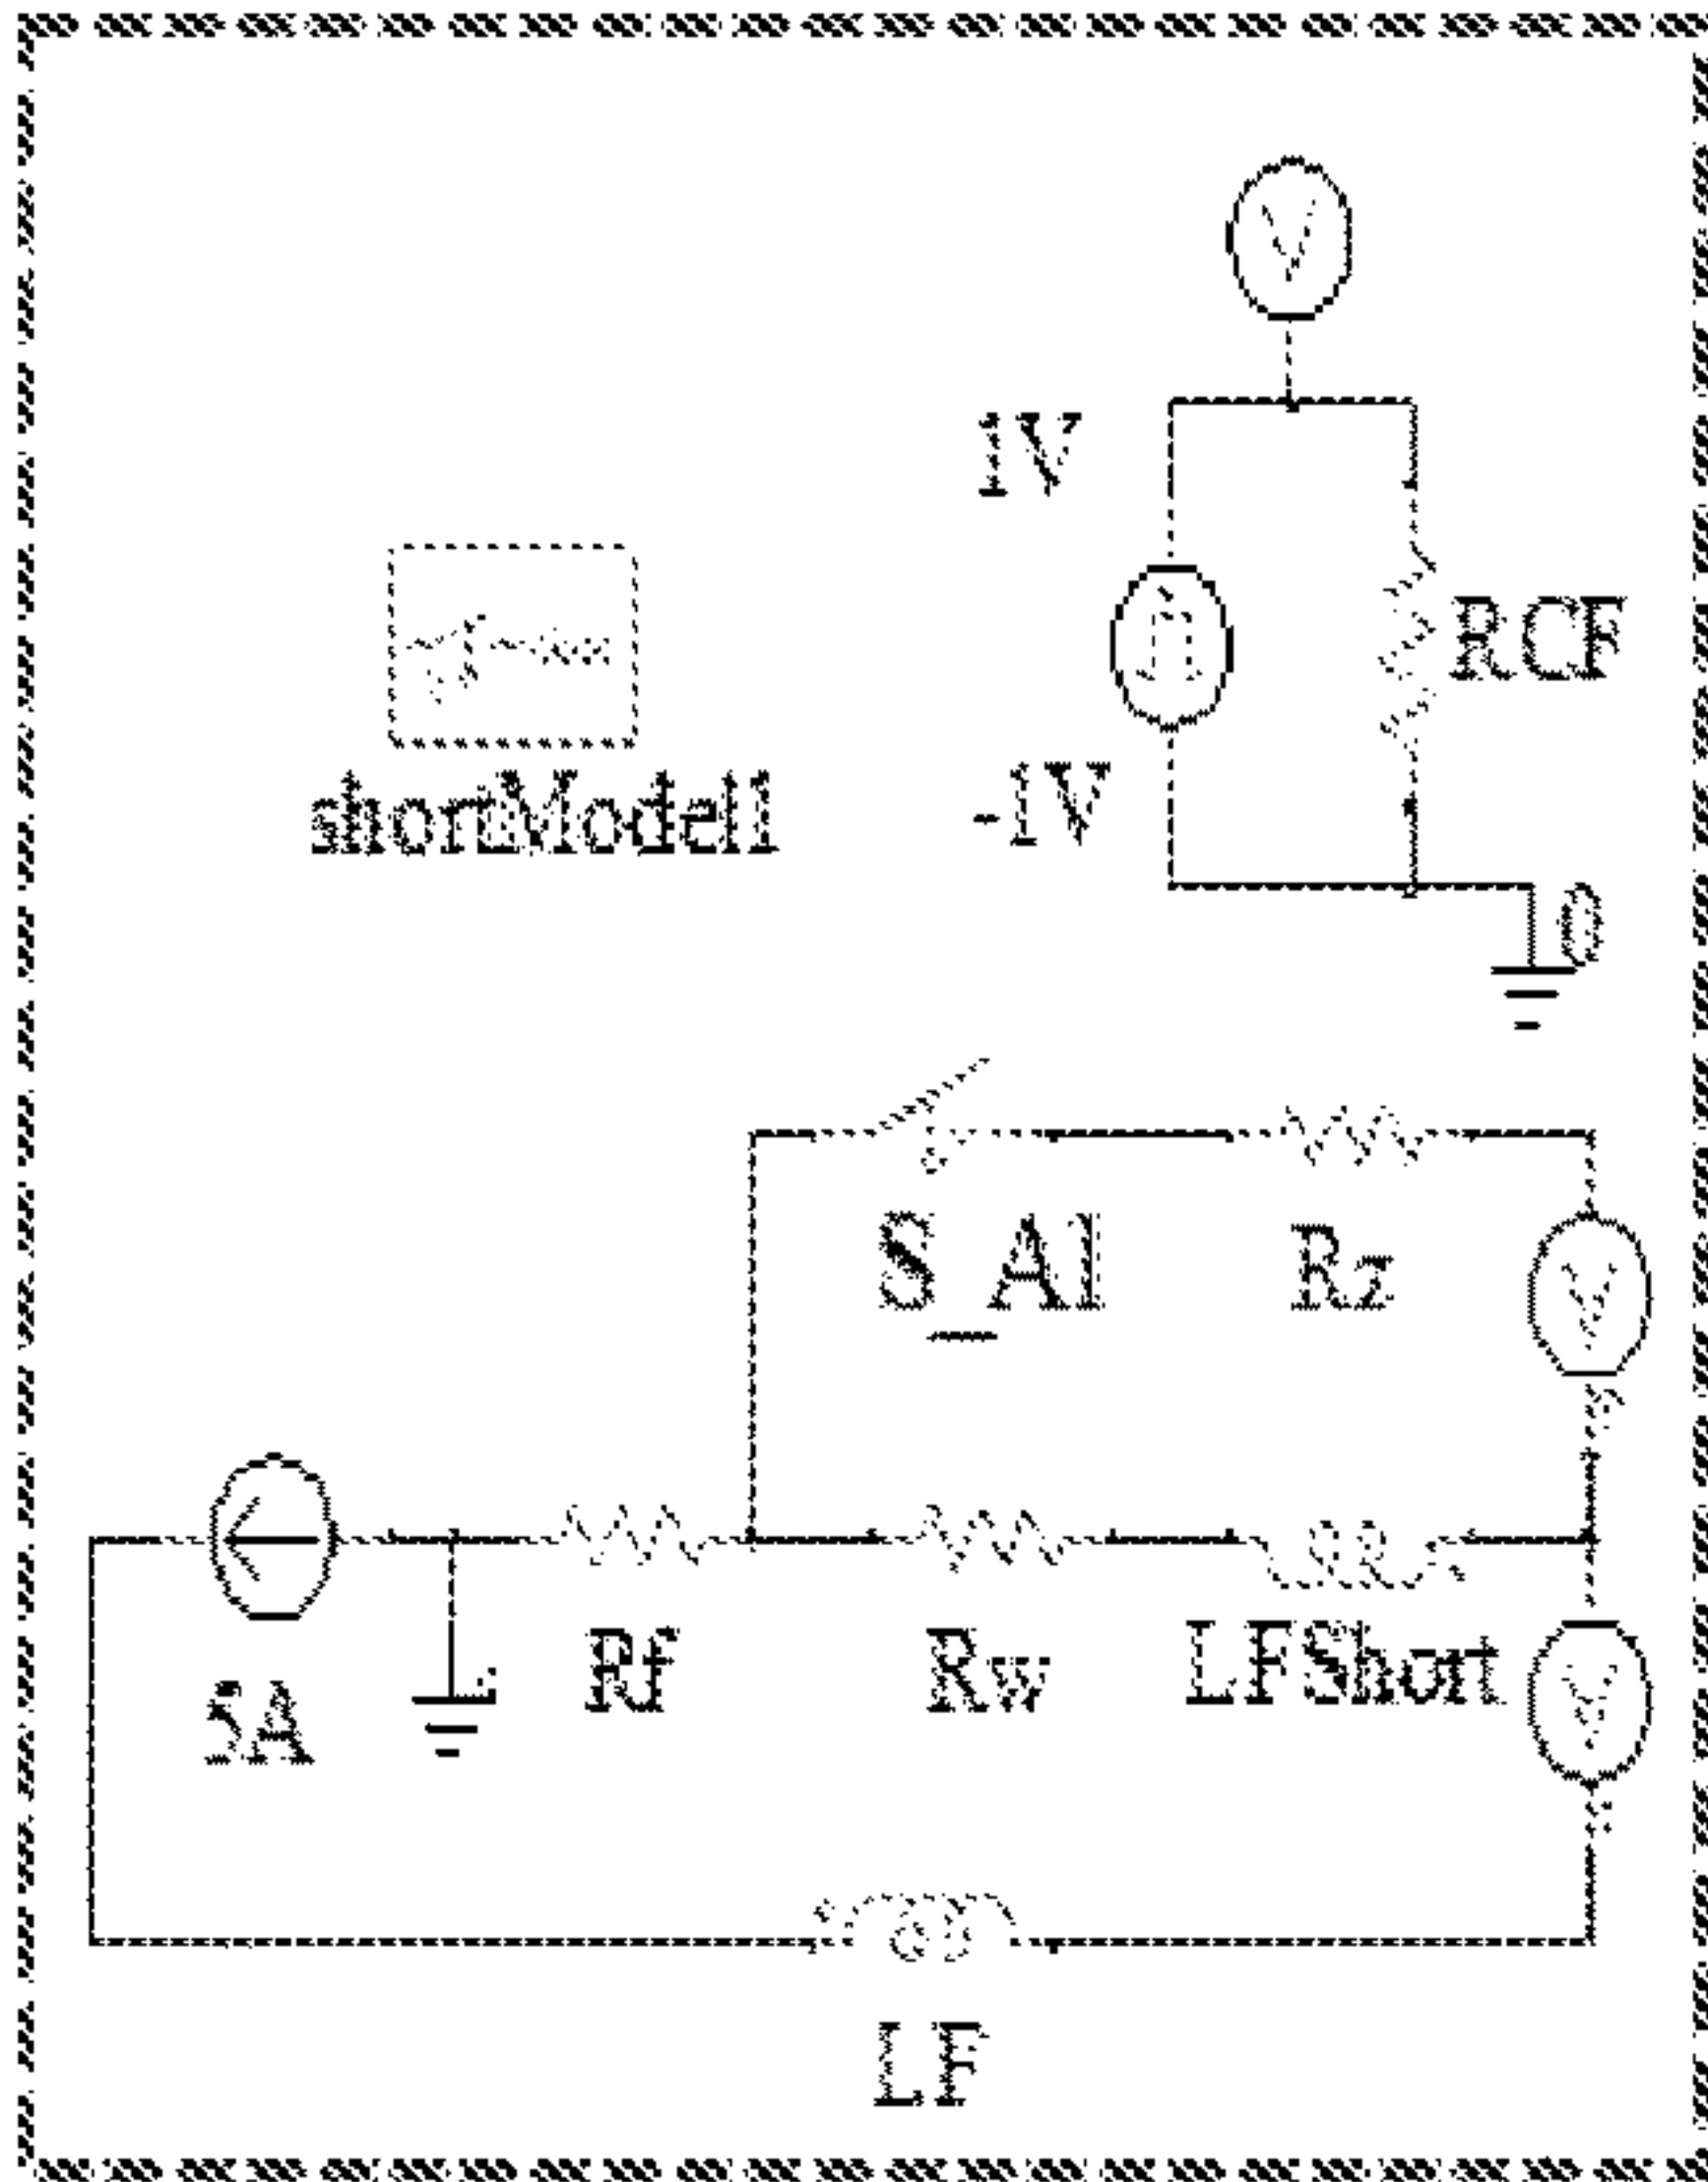 V
1V
RCF
shortModel1
-1V
0
S_A1
Rz
V
5A
Rf
Rw
LFShort
V
LF